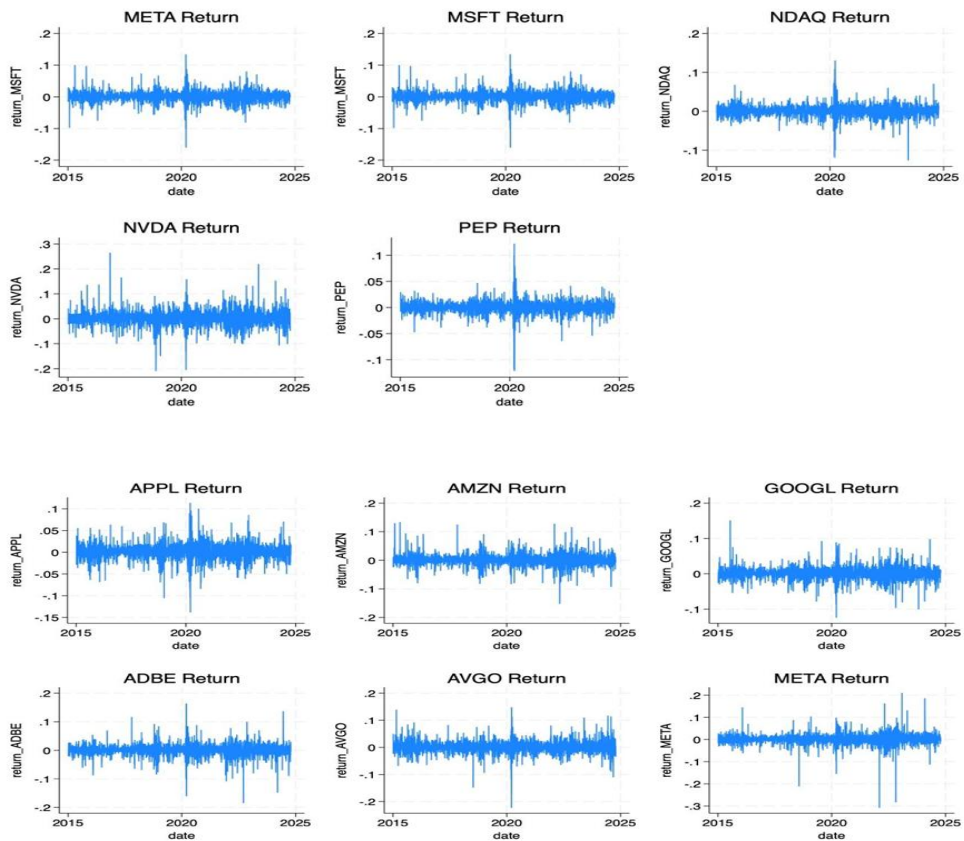 META Return
.2
.1
0
-.1
-.2
return_MSFT
2015 2020 2025
date
MSFT Return
.2
.1
0
-.1
-.2
return_MSFT
2015 2020 2025
date
NDAQ Return
.2
.1
0
-.1
return_NDAQ
2015 2020 2025
date
NVDA Return
.3
.2
.1
0
-.1
-.2
return_NVDA
2015 2020 2025
date
PEP Return
.1
.05
0
-.05
-.1
return_PEP
2015 2020 2025
date
APPL Return
.1
.05
0
-.05
-.1
-.15
return_APPL
2015 2020 2025
date
AMZN Return
.2
.1
0
-.1
-.2
return_AMZN
2015 2020 2025
date
GOOGL Return
.2
.1
0
-.1
return_GOOGL
2015 2020 2025
date
ADBE Return
.2
.1
0
-.1
-.2
return_ADBE
2015 2020 2025
date
AVGO Return
.2
.1
0
-.1
-.2
return_AVGO
2015 2020 2025
date
META Return
.2
.1
0
-.1
-.2
-.3
return_META
2015 2020 2025
date